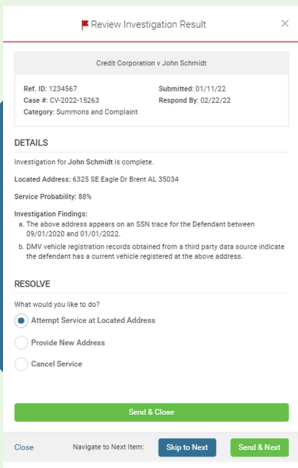 Review Investigation Result
×
Credit Corporation v John Schmidt
Ref. ID: 1234567
Submitted: 01/11/22
Case #: CV-2022-15263
Respond By: 02/22/22
Category: Summons and Complaint
DETAILS
Investigation for John Schmidt is complete.
Located Address: 6325 SE Eagle Dr Brent AL 35034
Service Probability: 88%
Investigation Findings:
a. The above address appears on an SSN trace for the Defendant between
09/01/2020 and 01/01/2022.
b. DMV vehicle registration records obtained from a third party data source indicate
the defendant has a current vehicle registered at the above address.
RESOLVE
What would you like to do?
Attempt Service at Located Address
Provide New Address
Cancel Service
Send & Close
Close
Navigate to Next Item:
Skip to Next
Send & Next